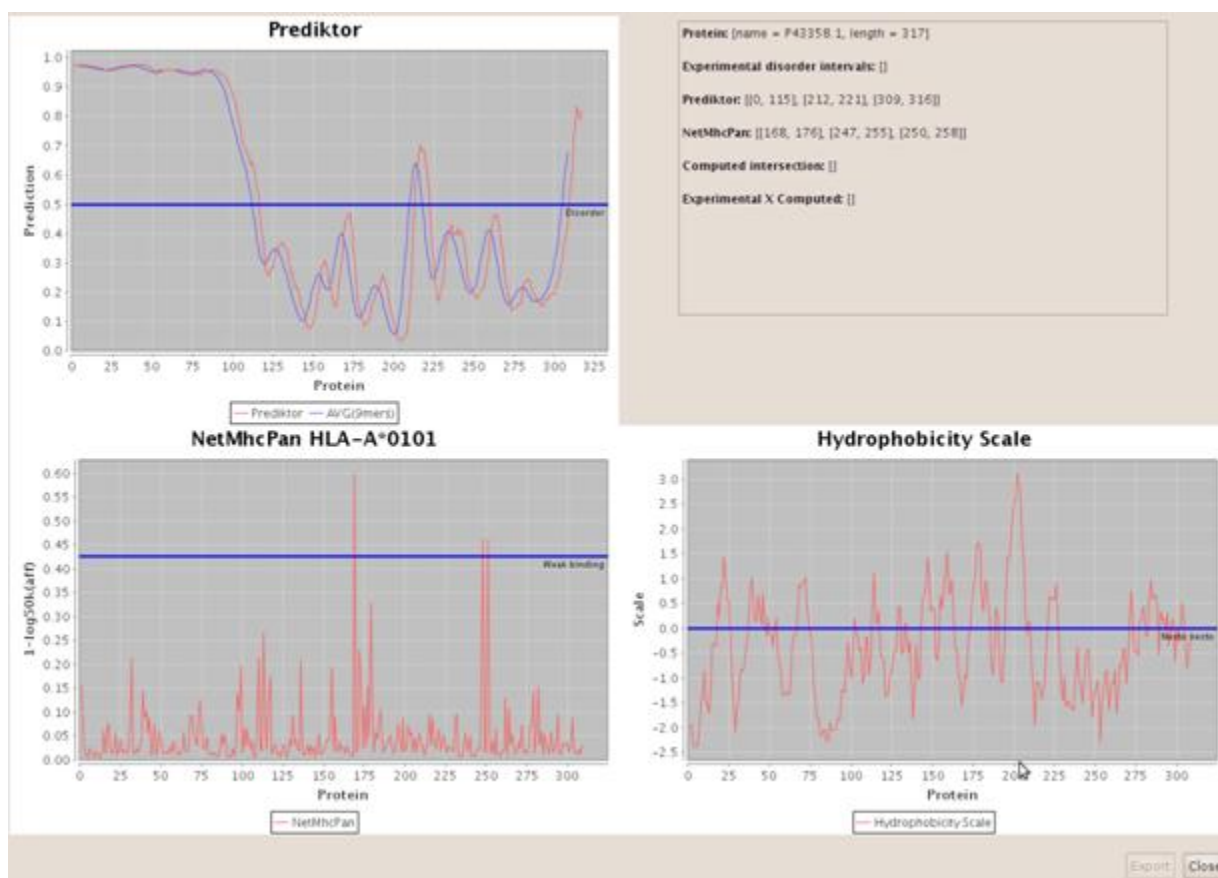 Prediktor
1.0
0.9
0.8
0.7
0.6
0.5
0.4
0.3
0.2
0.1
0.0
Prediction
Disorder
0 25 50 75 100 125 150 175 200 225 250 275 300 325
Protein
Prediktor AVG(9mers)
Protein: [name = P43358.1, length = 317]
Experimental disorder intervals: []
Prediktor: [[0, 115], [212, 221], [309, 316]]
NetMhcPan: [[168, 176], [247, 255], [250, 258]]
Computed intersection: []
Experimental X Computed: []
NetMhcPan HLA-A*0101
0.60
0.55
0.50
0.45
0.40
0.35
0.30
0.25
0.20
0.15
0.10
0.05
0.00
1-log50k(aff)
Weak binding
0 25 50 75 100 125 150 175 200 225 250 275 300
Protein
NetMhcPan
Hydrophobicity Scale
3.0
2.5
2.0
1.5
1.0
0.5
0.0
-0.5
-1.0
-1.5
-2.0
-2.5
Scale
0 25 50 75 100 125 150 175 200 225 250 275 300
Protein
Hydrophobicity Scale
Export Close